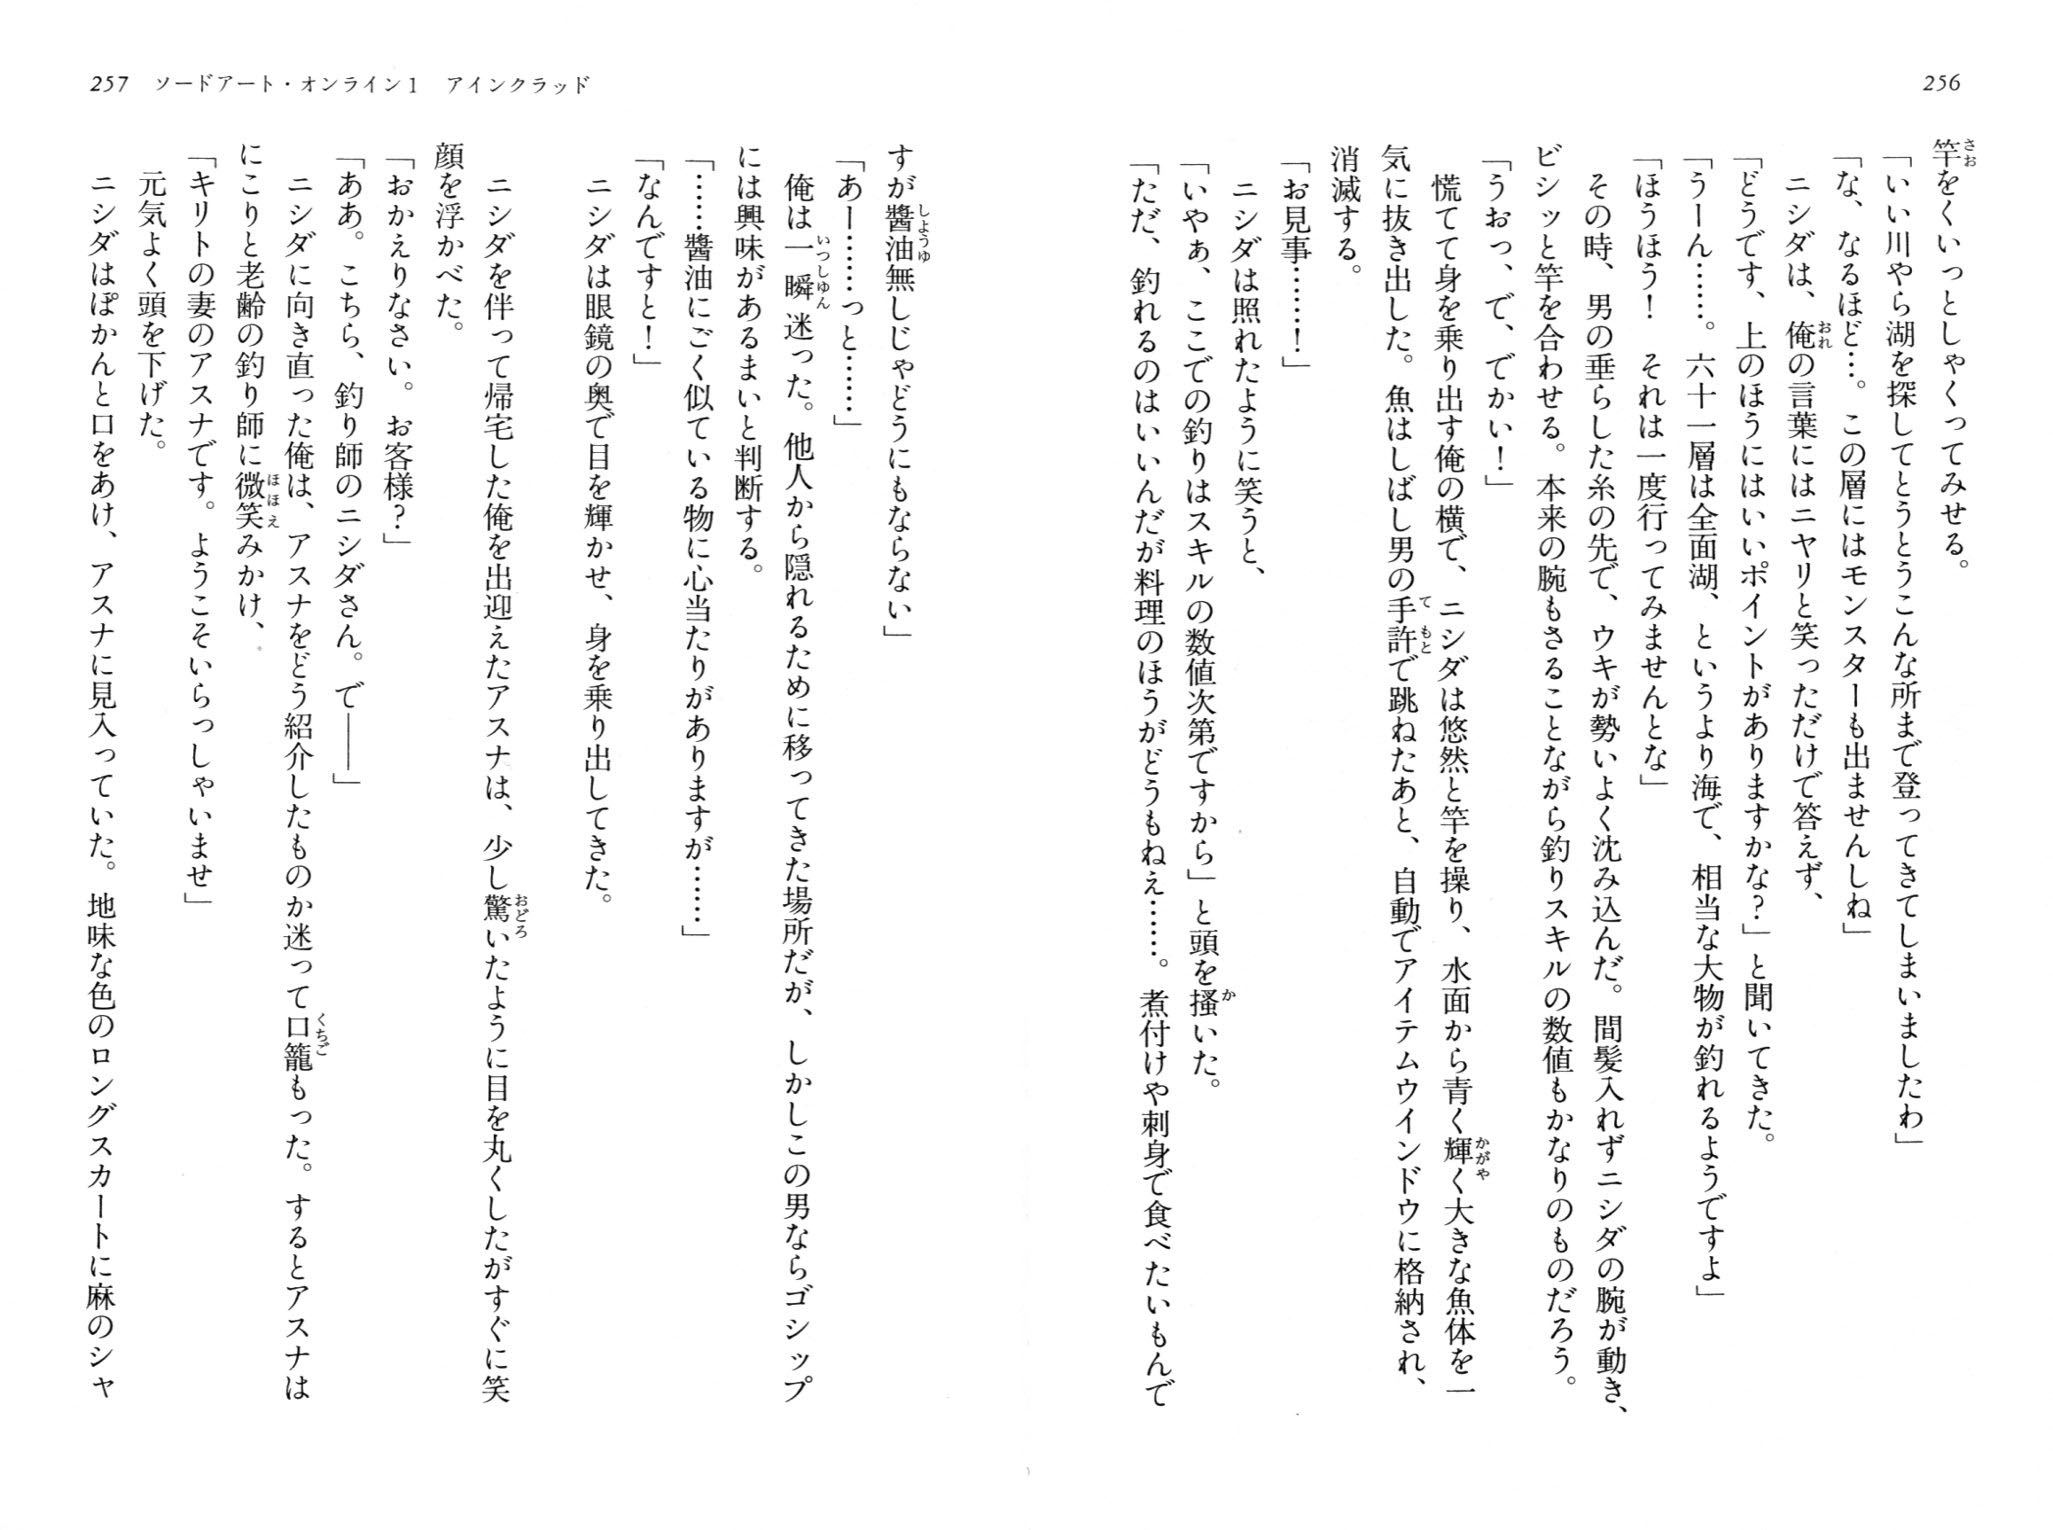 256
竿をくいっとしゃくってみせる。
「いい川やら湖を探してとうとうこんな所まで登ってきてしまいましたわ」
「な、なるほど…。この層にはモンスターも出ませんしね」
ニシダは、俺の言葉にはニヤリと笑っただけで答えず、
「どうです、上のほうにはいいポイントがありますかな？」と聞いてきた。
「うーん……。六十一層は全面湖、というより海で、相当な大物が釣れるようですよ」
「ほうほう！　それは一度行ってみませんとな」
その時、男の垂らした糸の先で、ウキが勢いよく沈み込んだ。間髪入れずニシダの腕が動き、
ビシッと竿を合わせる。本来の腕もさることながら釣りスキルの数値もかなりのものだろう。
「うおっ、で、でかい！」
慌てて身を乗り出す俺の横で、ニシダは悠然と竿を操り、水面から青く輝く大きな魚体を一
気に抜き出した。魚はしばし男の手許で跳ねたあと、自動でアイテムウインドウに格納され、
消滅する。
「お見事……！」
ニシダは照れたように笑うと、
「いやぁ、ここでの釣りはスキルの数値次第ですから」と頭を掻いた。
「ただ、釣れるのはいいんだが料理のほうがどうもねえ……。煮付けや刺身で食べたいもんで
257 ソードアート・オンライン1　アインクラッド
すが醬油無しじゃどうにもならない」
「あー……っと……」
俺は一瞬迷った。他人から隠れるために移ってきた場所だが、しかしこの男ならゴシップ
には興味があるまいと判断する。
「……醬油にごく似ている物に心当たりがありますが……」
「なんですと！」
ニシダは眼鏡の奥で目を輝かせ、身を乗り出してきた。
ニシダを伴って帰宅した俺を出迎えたアスナは、少し驚いたように目を丸くしたがすぐに笑
顔を浮かべた。
「おかえりなさい。お客様？」
「ああ。こちら、釣り師のニシダさん。で――」
ニシダに向き直った俺は、アスナをどう紹介したものか迷って口籠もった。するとアスナは
にこりと老齢の釣り師に微笑みかけ、
「キリトの妻のアスナです。ようこそいらっしゃいませ」
元気よく頭を下げた。
ニシダはぽかんと口をあけ、アスナに見入っていた。地味な色のロングスカートに麻のシャ